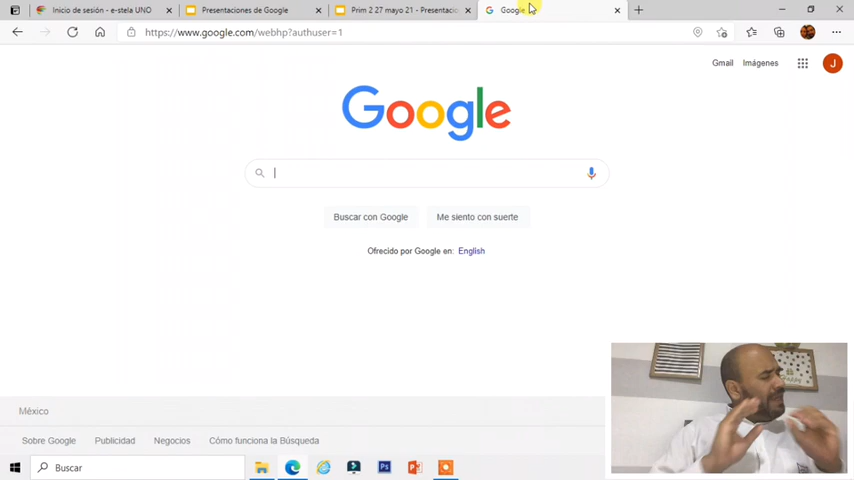 Inicio de sesión - e-stela UNO
Presentaciones de Google
Prim 2 27 mayo 21 - Presentacio
Google
https://www.google.com/webhp?authuser=1
Gmail
Imágenes
J
Google
Buscar con Google
Me siento con suerte
Ofrecido por Google en: English
México
Sobre Google
Publicidad
Negocios
Cómo funciona la Búsqueda
Buscar
Ps